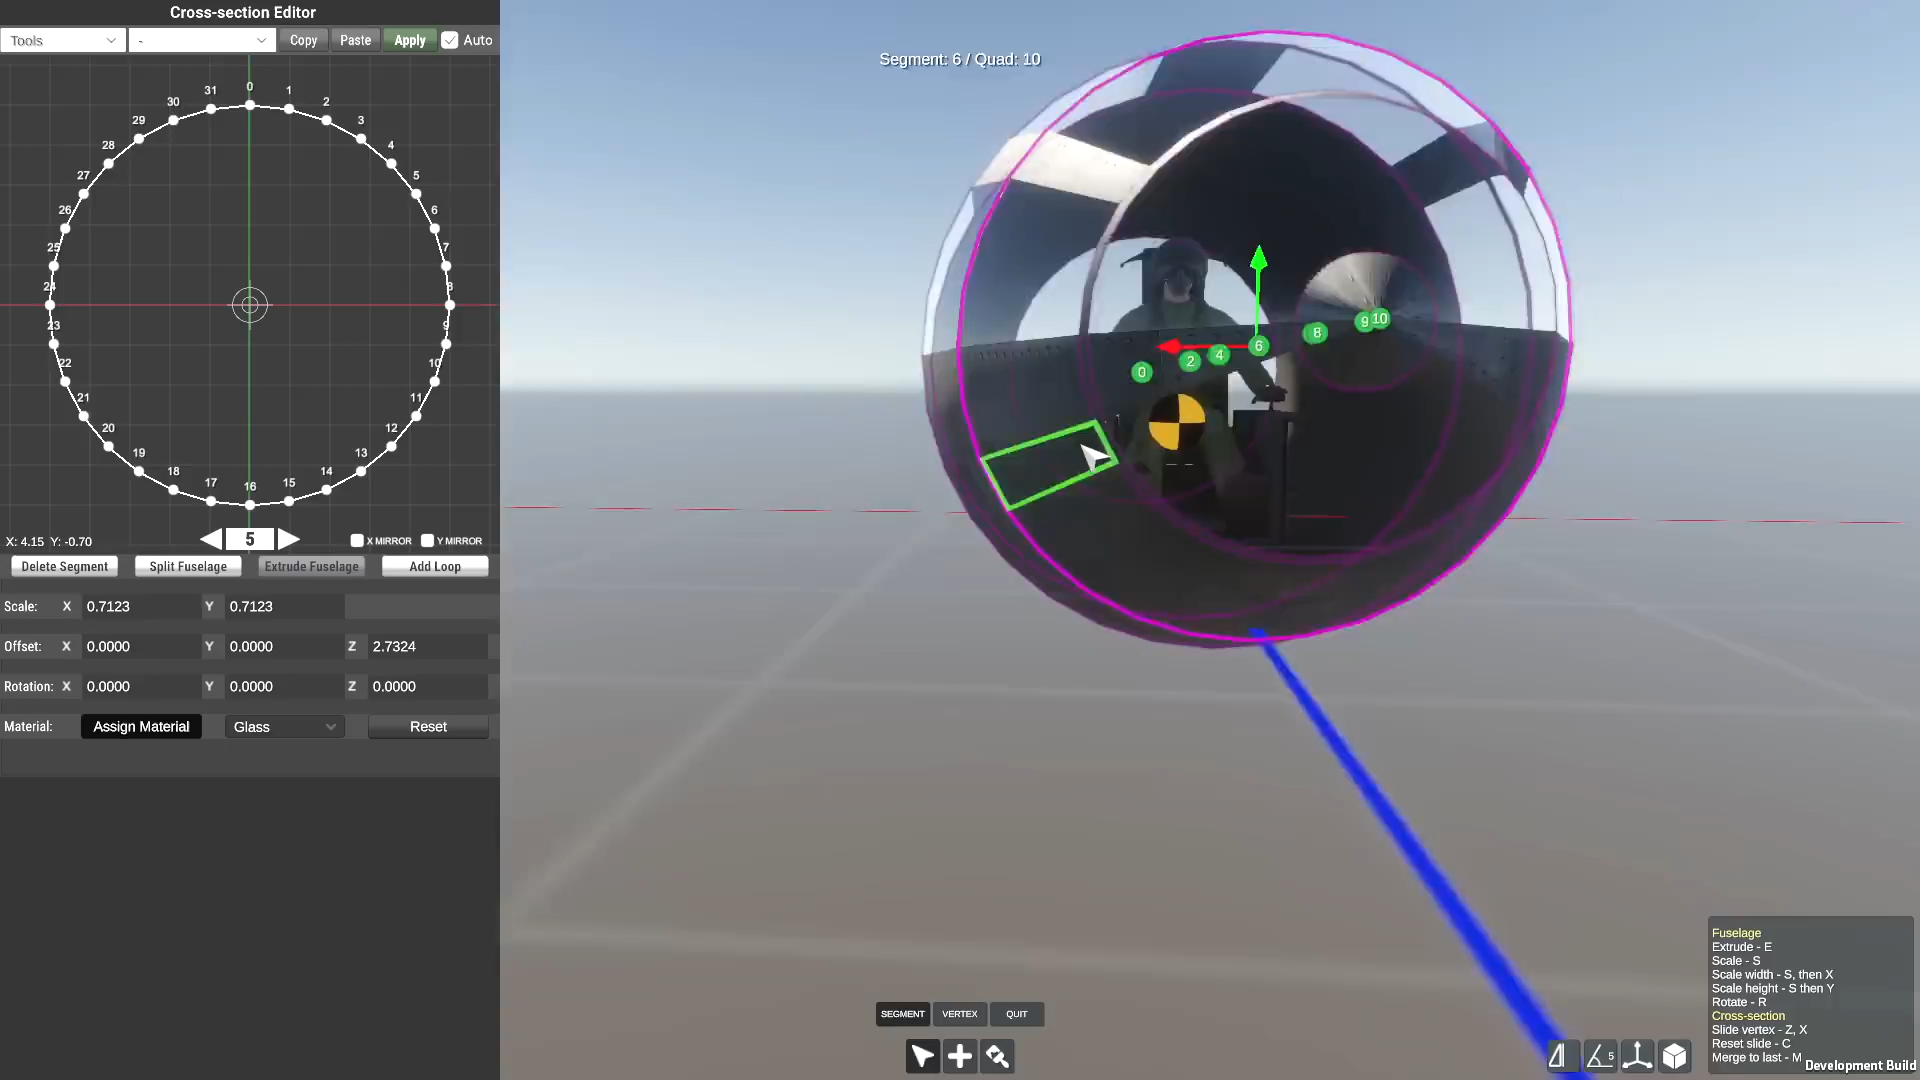 Cross-section Editor
Tools - Copy Paste Apply Auto
Segment: 6 / Quad: 10
0
31 1
30 2
29 3
28 4
27 5
26 6
25 7
24 8
23 9
22 10
21 11
20 12
19 13
18 14
17 16 15
0 2 4 6 8 9 10
X: 4.15 Y: -0.70 5 X MIRROR Y MIRROR
Delete Segment Split Fuselage Extrude Fuselage Add Loop
Scale: X 0.7123 Y 0.7123
Offset: X 0.0000 Y 0.0000 Z 2.7324
Rotation: X 0.0000 Y 0.0000 Z 0.0000
Material: Assign Material Glass Reset
SEGMENT VERTEX QUIT
5
Fuselage
Extrude - E
Scale - S
Scale width - S, then X
Scale height - S then Y
Rotate - R
Cross-section
Slide vertex - Z, X
Reset slide - C
Merge to last - M
Development Build